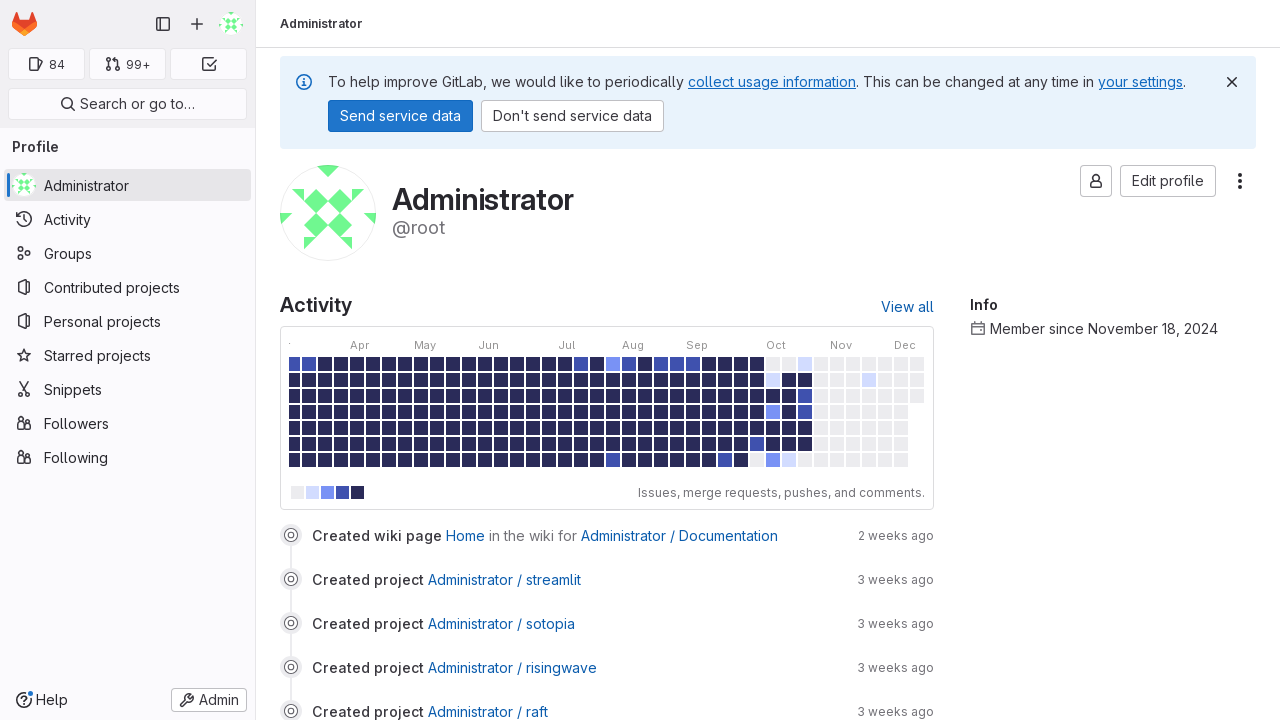 Administrator
84
99+
Search or go to…
To help improve GitLab, we would like to periodically collect usage information. This can be changed at any time in your settings.
Send service data
Don't send service data
Profile
Administrator
Activity
Groups
Contributed projects
Personal projects
Starred projects
Snippets
Followers
Following
Help
Admin
Administrator
@root
Edit profile
Activity
View all
Apr May Jun Jul Aug Sep Oct Nov Dec
Issues, merge requests, pushes, and comments.
Created wiki page Home in the wiki for Administrator / Documentation 2 weeks ago
Created project Administrator / streamlit 3 weeks ago
Created project Administrator / sotopia 3 weeks ago
Created project Administrator / risingwave 3 weeks ago
Created project Administrator / raft 3 weeks ago
Info
Member since November 18, 2024